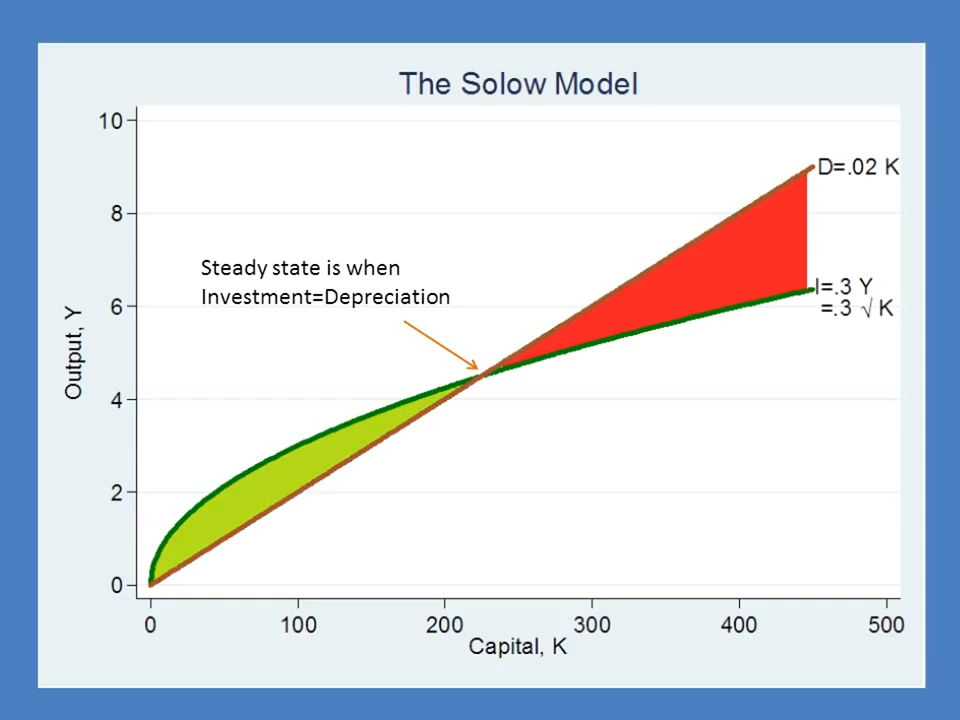 The Solow Model
10
8
6
4
2
0
Output, Y
D=.02 K
Steady state is when
Investment=Depreciation
I=.3 Y
=.3 √ K
0 100 200 300 400 500
Capital, K